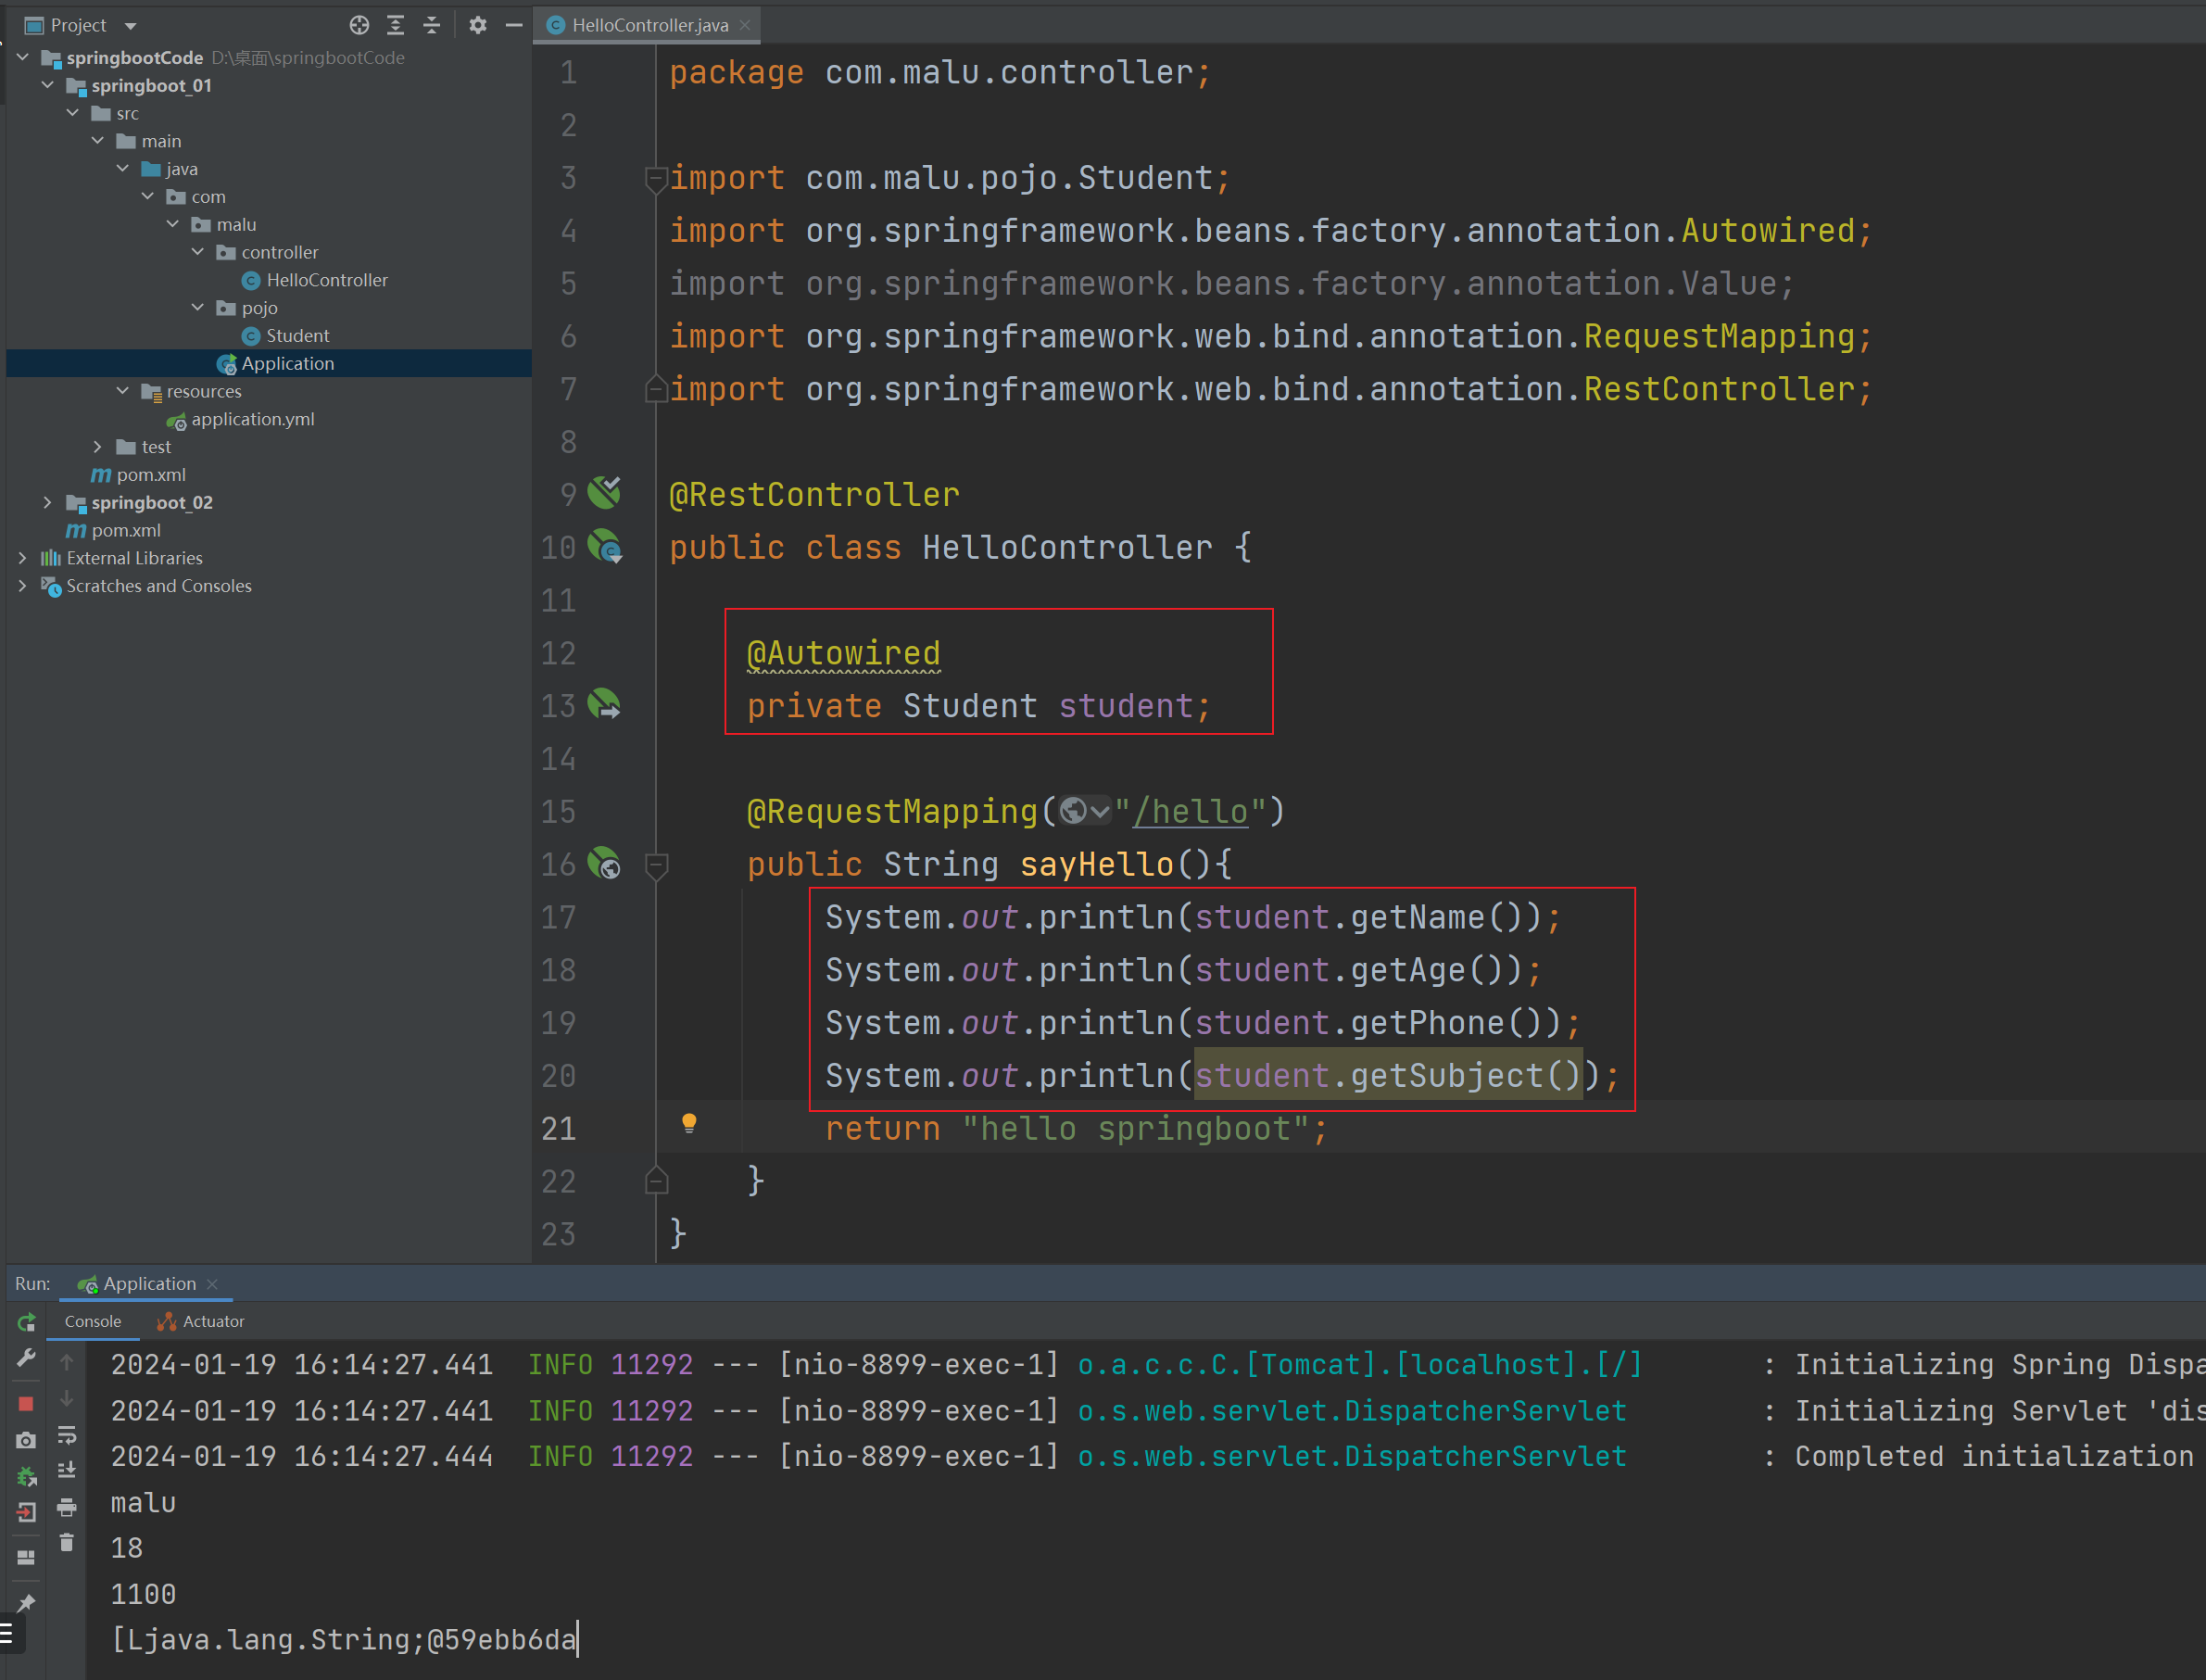 Project
springbootCode D:\桌面\springbootCode
springboot_01
src
main
java
com
malu
controller
HelloController
pojo
Student
Application
resources
application.yml
test
pom.xml
springboot_02
pom.xml
External Libraries
Scratches and Consoles
HelloController.java
1 package com.malu.controller;
2
3 import com.malu.pojo.Student;
4 import org.springframework.beans.factory.annotation.Autowired;
5 import org.springframework.beans.factory.annotation.Value;
6 import org.springframework.web.bind.annotation.RequestMapping;
7 import org.springframework.web.bind.annotation.RestController;
8
9 @RestController
10 public class HelloController {
11
12 @Autowired
13 private Student student;
14
15 @RequestMapping("/hello")
16 public String sayHello(){
17 System.out.println(student.getName());
18 System.out.println(student.getAge());
19 System.out.println(student.getPhone());
20 System.out.println(student.getSubject());
21 return "hello springboot";
22 }
23 }
Run: Application
Console Actuator
2024-01-19 16:14:27.441 INFO 11292 --- [nio-8899-exec-1] o.a.c.c.C.[Tomcat].[localhost].[/] : Initializing Spring Dispa
2024-01-19 16:14:27.441 INFO 11292 --- [nio-8899-exec-1] o.s.web.servlet.DispatcherServlet : Initializing Servlet 'dis
2024-01-19 16:14:27.444 INFO 11292 --- [nio-8899-exec-1] o.s.web.servlet.DispatcherServlet : Completed initialization
malu
18
1100
[Ljava.lang.String;@59ebb6da